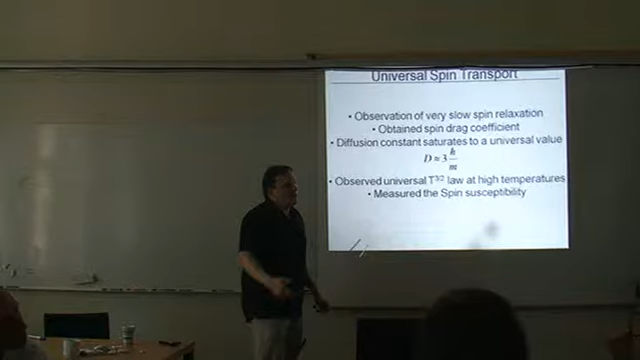 Universal Spin Transport
• Observation of very slow spin relaxation
• Obtained spin drag coefficient
• Diffusion constant saturates to a universal value
D ≈ 3 ħ/m
• Observed universal T^3/2 law at high temperatures
• Measured the Spin susceptibility